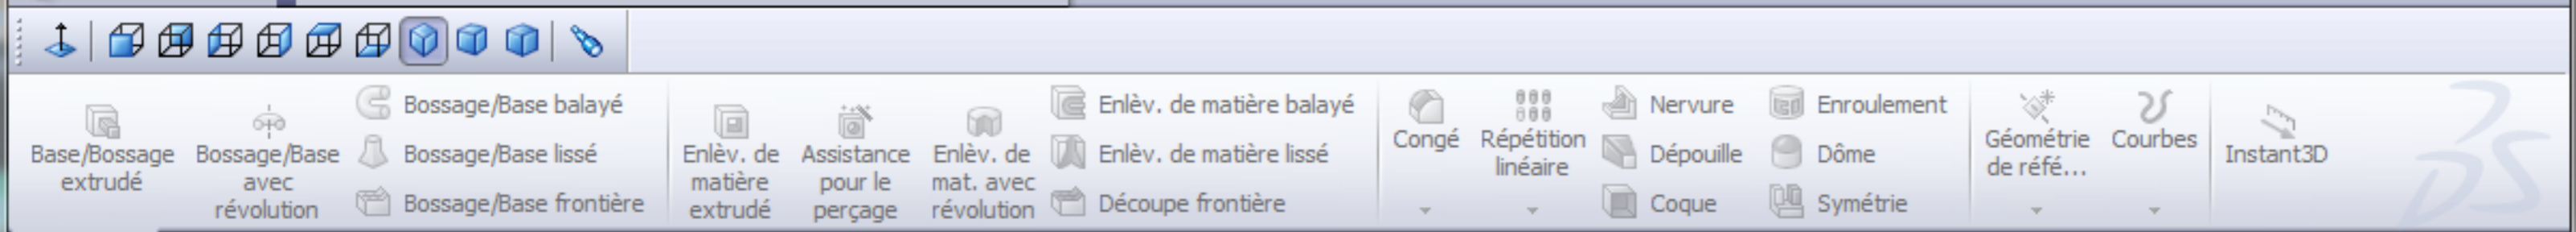 Base/Bossage
extrudé
Bossage/Base
avec
révolution
Bossage/Base balayé
Bossage/Base lissé
Bossage/Base frontière
Enlèv. de
matière
extrudé
Assistance
pour le
perçage
Enlèv. de
mat. avec
révolution
Enlèv. de matière balayé
Enlèv. de matière lissé
Découpe frontière
Congé
Répétition
linéaire
Nervure
Dépouille
Coque
Enroulement
Dôme
Symétrie
Géométrie
de réfé...
Courbes
Instant3D